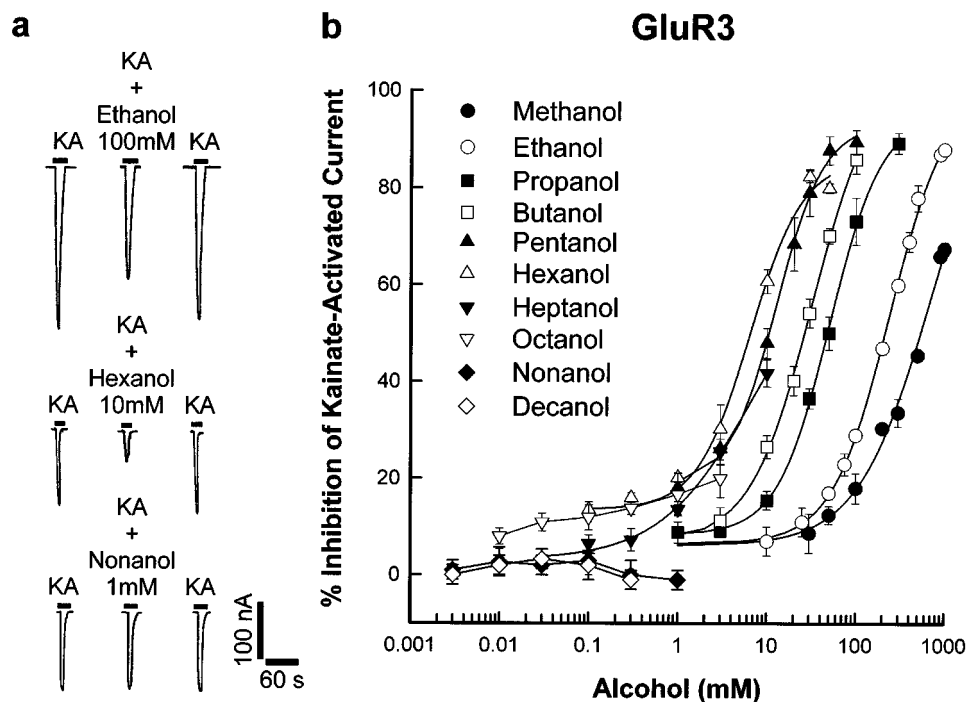 a
KA
+
Ethanol
KA 100mM KA
KA
+
Hexanol
KA 10mM KA
KA
+
Nonanol
KA 1mM KA
100 nA
60 s
b
GluR3
% Inhibition of Kainate-Activated Current
100
80
60
40
20
0
Methanol
Ethanol
Propanol
Butanol
Pentanol
Hexanol
Heptanol
Octanol
Nonanol
Decanol
0.001 0.01 0.1 1 10 100 1000
Alcohol (mM)